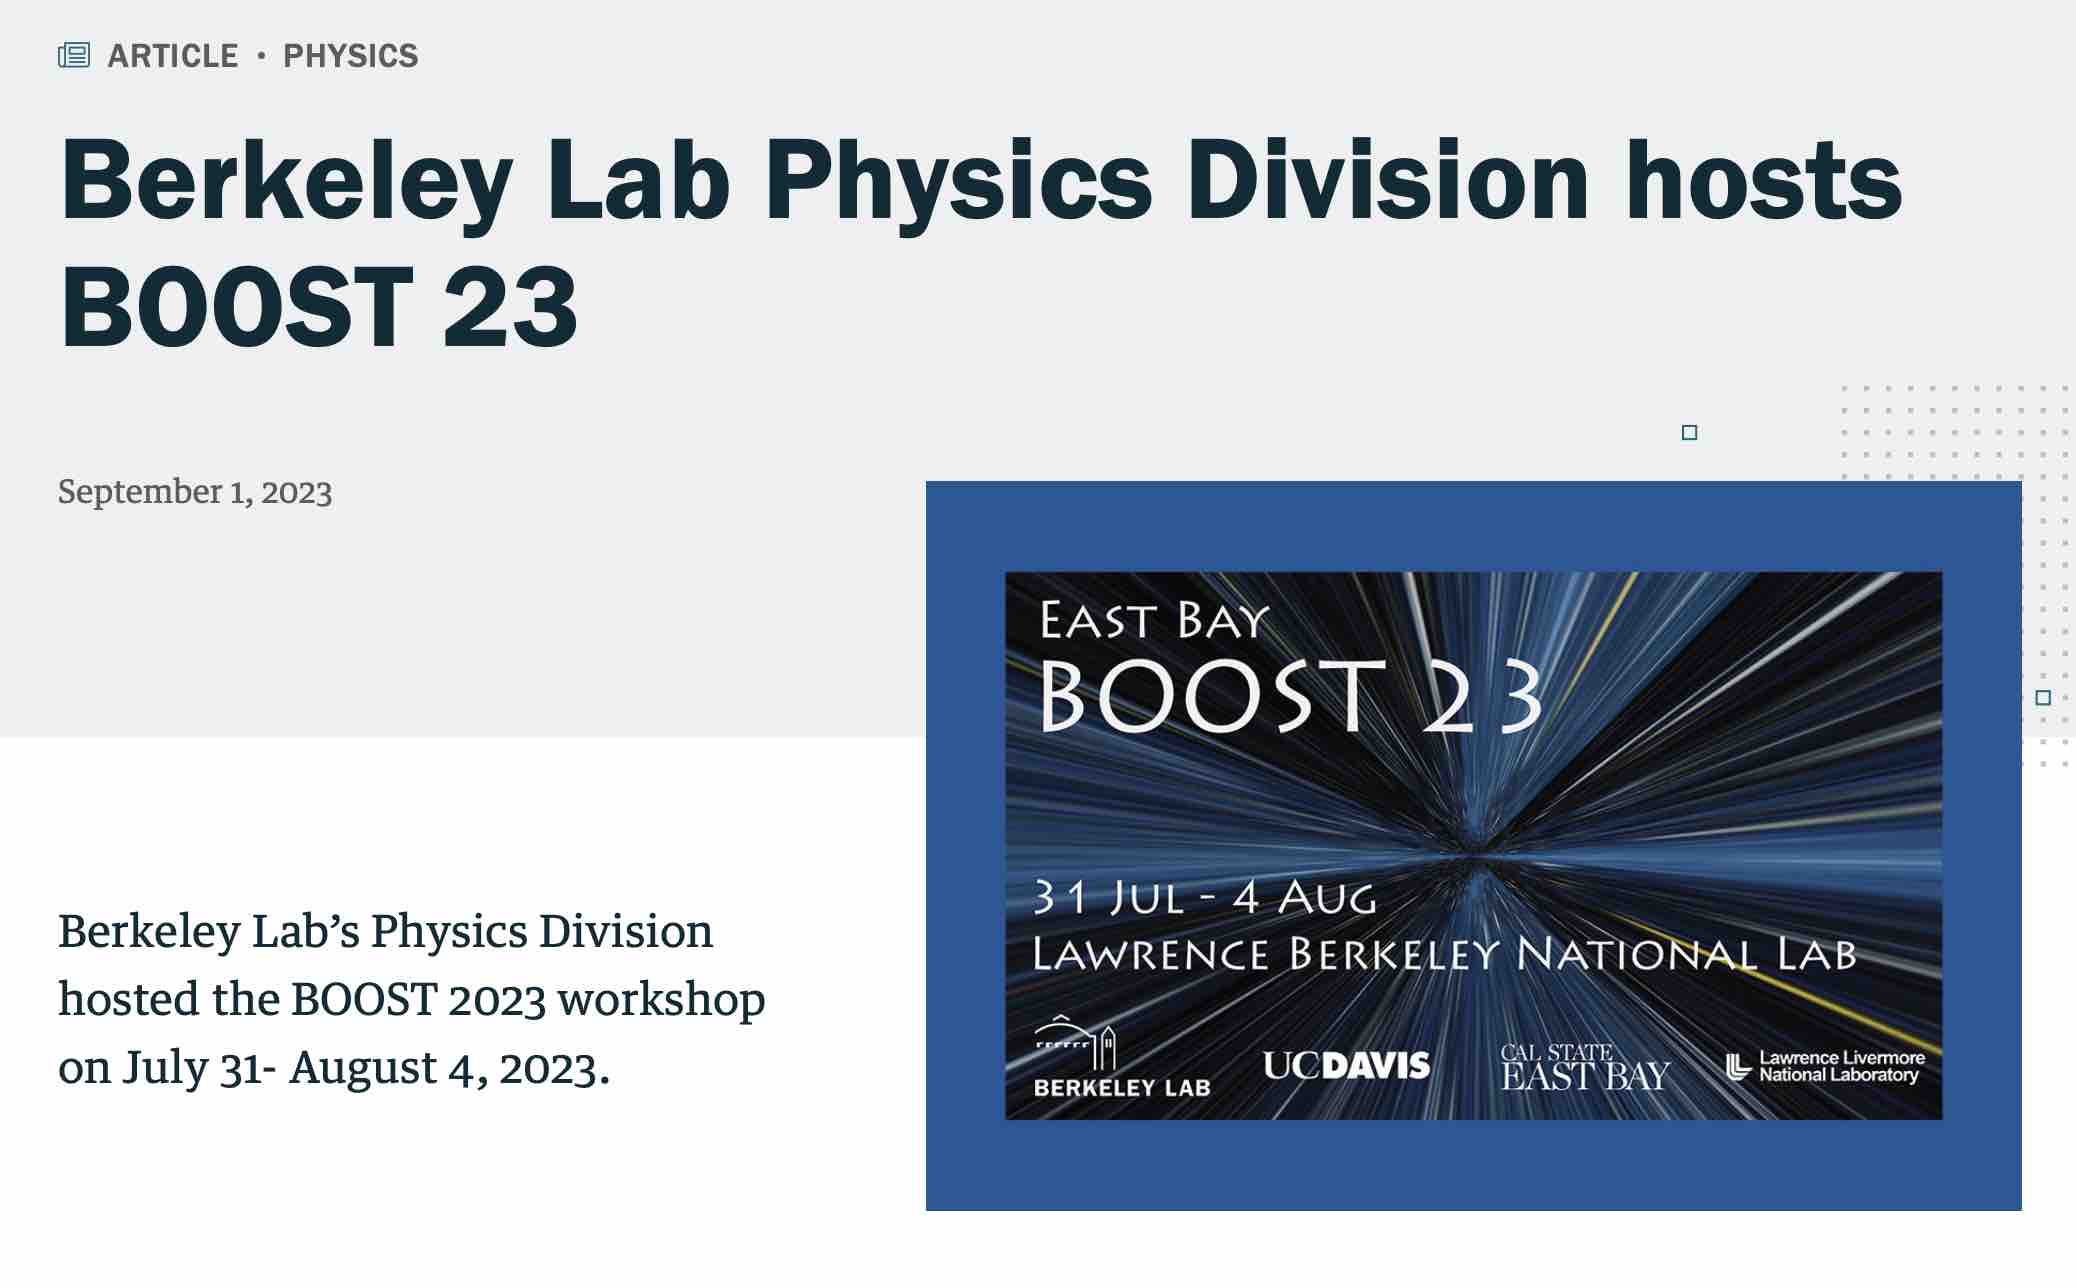 ARTICLE • PHYSICS
Berkeley Lab Physics Division hosts
BOOST 23
September 1, 2023
Berkeley Lab’s Physics Division
hosted the BOOST 2023 workshop
on July 31- August 4, 2023.
EAST BAY
BOOST 23
31 JUL - 4 AUG
LAWRENCE BERKELEY NATIONAL LAB
BERKELEY LAB
UCDAVIS
CAL STATE
EAST BAY
Lawrence Livermore
National Laboratory